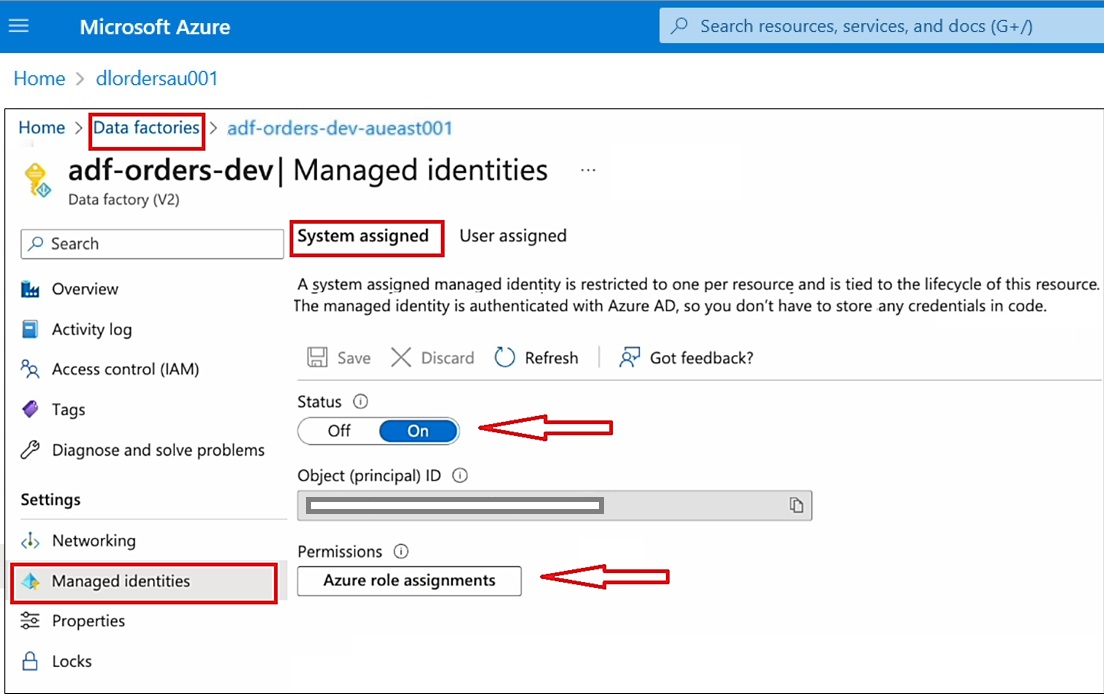 Microsoft Azure
Search resources, services, and docs (G+/)
Home > dlordersau001
Home > Data factories > adf-orders-dev-aueast001
adf-orders-dev | Managed identities ...
Data factory (V2)
Search
Overview
Activity log
Access control (IAM)
Tags
Diagnose and solve problems
Settings
Networking
Managed identities
Properties
Locks
System assigned User assigned
A system assigned managed identity is restricted to one per resource and is tied to the lifecycle of this resource.
The managed identity is authenticated with Azure AD, so you don't have to store any credentials in code.
Save Discard Refresh Got feedback?
Status
Off On
Object (principal) ID
Permissions
Azure role assignments